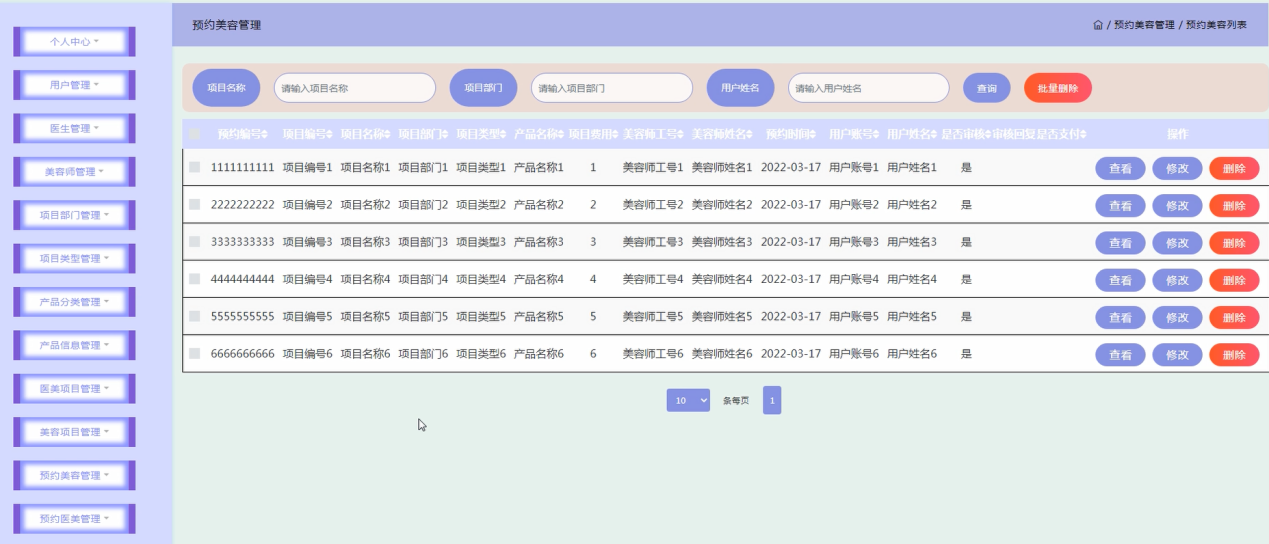 预约美容管理
/ 预约美容管理 / 预约美容列表
个人中心
用户管理
医生管理
美容师管理
项目部门管理
项目类型管理
产品分类管理
产品信息管理
医美项目管理
美容项目管理
预约美容管理
预约医美管理
项目名称 请输入项目名称 项目部门 请输入项目部门 用户姓名 请输入用户姓名 查询 批量删除
预约编号 项目编号 项目名称 项目部门 项目类型 产品名称 项目费用 美容师工号 美容师姓名 预约时间 用户账号 用户姓名 是否审核 审核回复 是否支付 操作
1111111111 项目编号1 项目名称1 项目部门1 项目类型1 产品名称1 1 美容师工号1 美容师姓名1 2022-03-17 用户账号1 用户姓名1 是 查看 修改 删除
2222222222 项目编号2 项目名称2 项目部门2 项目类型2 产品名称2 2 美容师工号2 美容师姓名2 2022-03-17 用户账号2 用户姓名2 是 查看 修改 删除
3333333333 项目编号3 项目名称3 项目部门3 项目类型3 产品名称3 3 美容师工号3 美容师姓名3 2022-03-17 用户账号3 用户姓名3 是 查看 修改 删除
4444444444 项目编号4 项目名称4 项目部门4 项目类型4 产品名称4 4 美容师工号4 美容师姓名4 2022-03-17 用户账号4 用户姓名4 是 查看 修改 删除
5555555555 项目编号5 项目名称5 项目部门5 项目类型5 产品名称5 5 美容师工号5 美容师姓名5 2022-03-17 用户账号5 用户姓名5 是 查看 修改 删除
6666666666 项目编号6 项目名称6 项目部门6 项目类型6 产品名称6 6 美容师工号6 美容师姓名6 2022-03-17 用户账号6 用户姓名6 是 查看 修改 删除
10 条每页 1